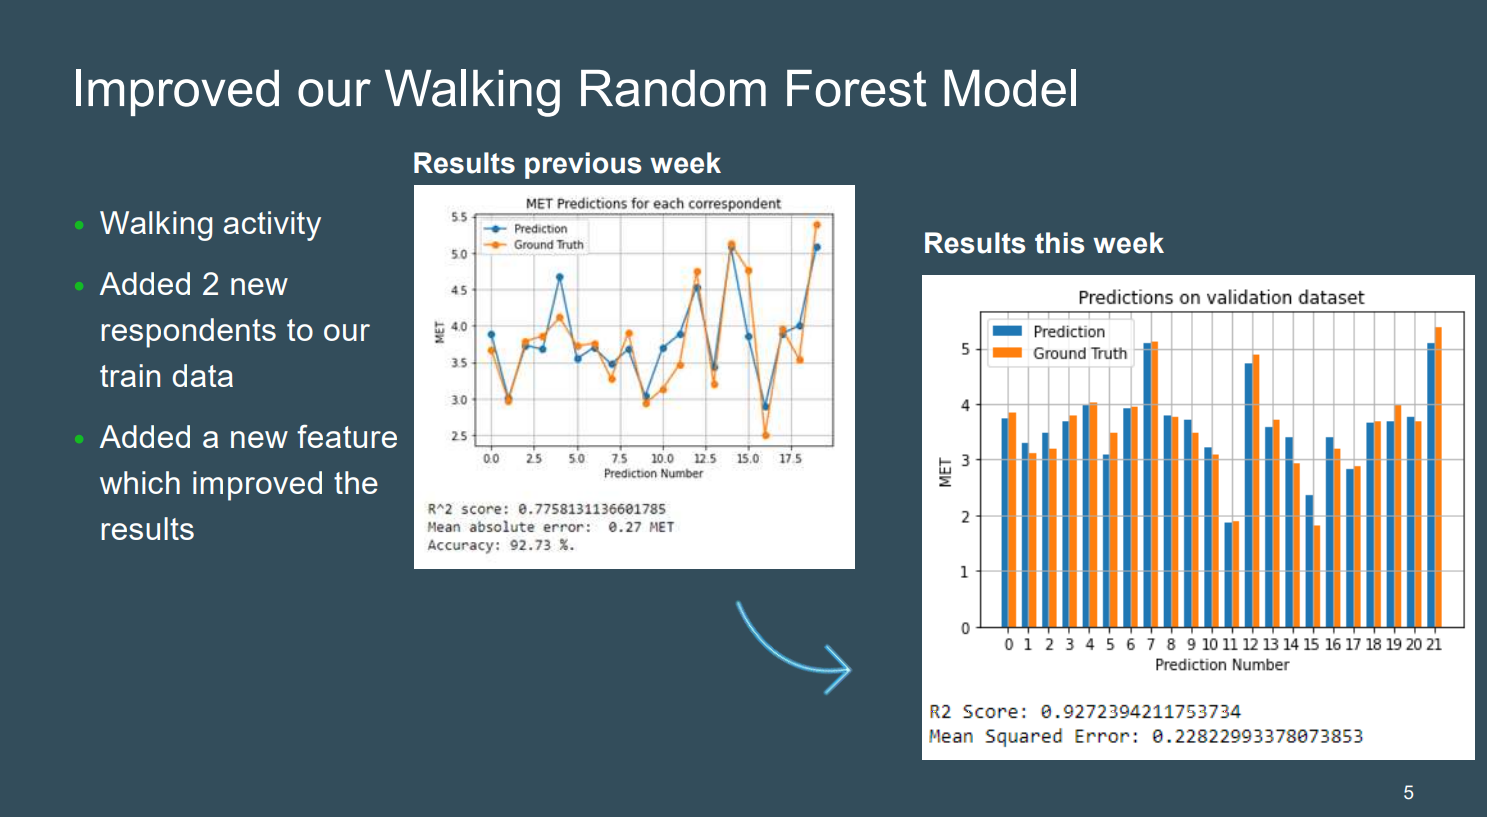 Improved our Walking Random Forest Model
Results previous week
• Walking activity
• Added 2 new
respondents to our
train data
• Added a new feature
which improved the
results
MET Predictions for each correspondent
Prediction
Ground Truth
5.5
5.0
4.5
4.0
3.5
3.0
2.5
MET
0.0 2.5 5.0 7.5 10.0 12.5 15.0 17.5
Prediction Number
R^2 score: 0.7758131136601785
Mean absolute error:  0.27 MET
Accuracy: 92.73 %.
Results this week
Predictions on validation dataset
Prediction
Ground Truth
5
4
3
2
1
0
MET
0 1 2 3 4 5 6 7 8 9 10 11 12 13 14 15 16 17 18 19 20 21
Prediction Number
R2 Score: 0.9272394211753734
Mean Squared Error: 0.22822993378073853
5